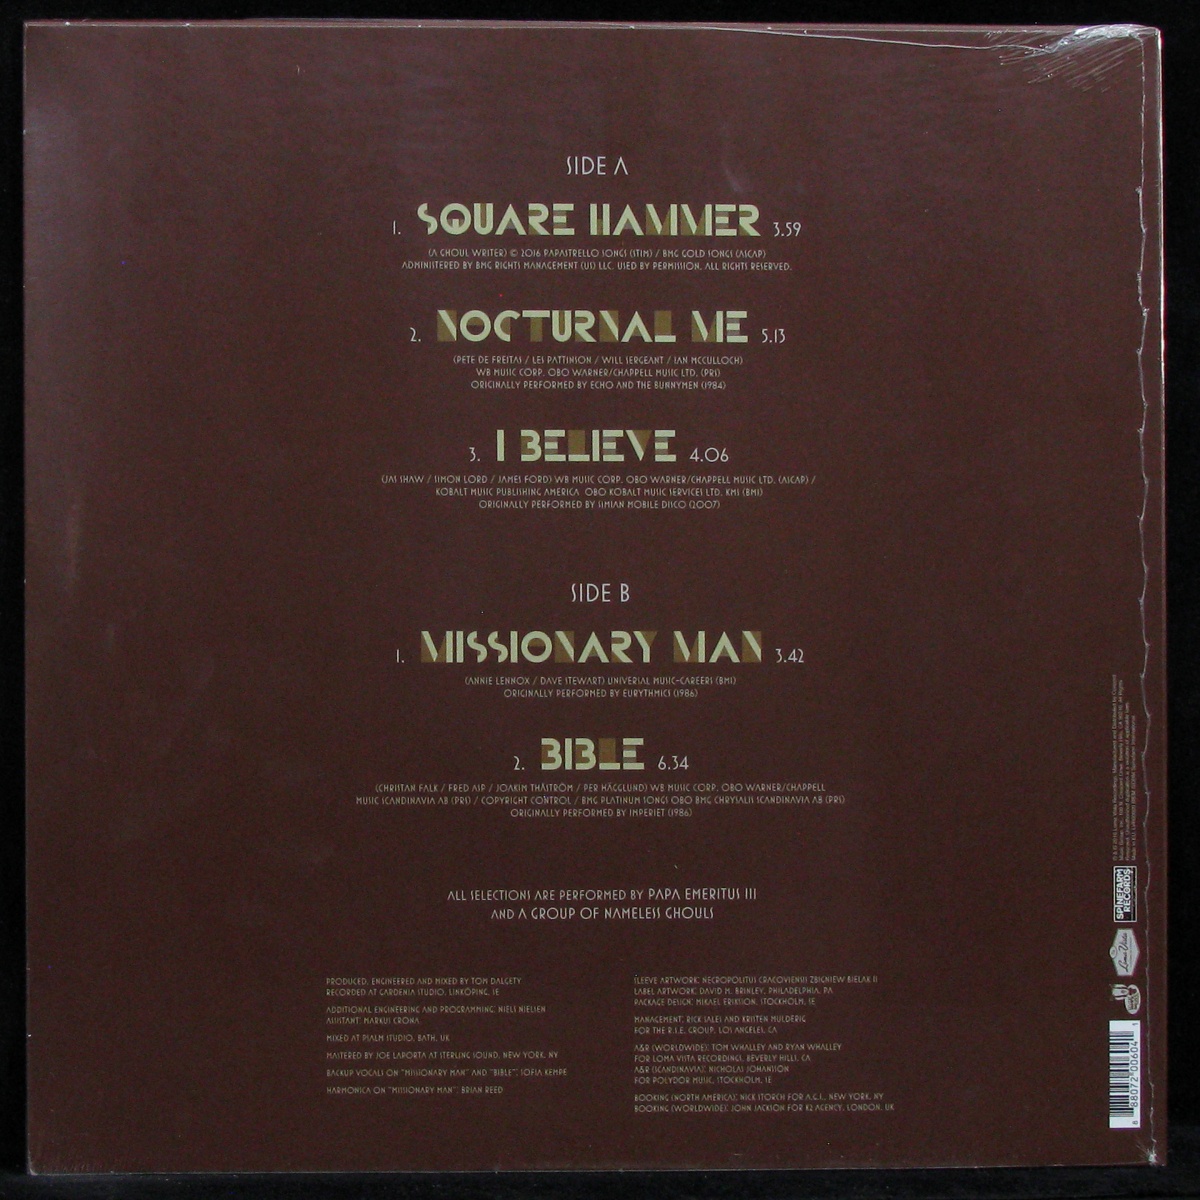 SIDE A
1. SQUARE HAMMER 3.59
(A GHOUL WRITER) © 2016 PAPASTRELLO SONGS (STIM) / BMG GOLD SONGS (ASCAP)
ADMINISTERED BY BMG RIGHTS MANAGEMENT (US) LLC. USED BY PERMISSION. ALL RIGHTS RESERVED.
2. NOCTURNAL ME 5.13
(PETE DE FREITAS / LES PATTINSON / WILL SERGEANT / IAN MCCULLOCH)
WB MUSIC CORP. OBO WARNER/CHAPPELL MUSIC LTD. (PRS)
ORIGINALLY PERFORMED BY ECHO AND THE BUNNYMEN (1984)
3. I BELIEVE 4.06
(JAS SHAW / SIMON LORD / JAMES FORD) WB MUSIC CORP. OBO WARNER/CHAPPELL MUSIC LTD. (ASCAP) /
KOBALT MUSIC PUBLISHING AMERICA OBO KOBALT MUSIC SERVICES LTD. KMS (BMI)
ORIGINALLY PERFORMED BY SIMIAN MOBILE DISCO (2007)
SIDE B
1. MISSIONARY MAN 3.42
(ANNIE LENNOX / DAVE STEWART) UNIVERSAL MUSIC-CAREERS (BMI)
ORIGINALLY PERFORMED BY EURYTHMICS (1986)
2. BIBLE 6.34
(CHRISTIAN FALK / FRED ASP / JOAKIM THÅSTRÖM / PER HÄGGLUND) WB MUSIC CORP. OBO WARNER/CHAPPELL
MUSIC SCANDINAVIA AB (PRS) / COPYRIGHT CONTROL / BMG PLATINUM SONGS OBO BMG CHRYSALIS SCANDINAVIA AB (PRS)
ORIGINALLY PERFORMED BY IMPERIET (1986)
ALL SELECTIONS ARE PERFORMED BY PAPA EMERITUS III
AND A GROUP OF NAMELESS GHOULS
PRODUCED, ENGINEERED AND MIXED BY TOM DALGETY
RECORDED AT GARDENIA STUDIO, LINKÖPING, SE
ADDITIONAL ENGINEERING AND PROGRAMMING: NIELS NIELSEN
ASSISTANT: MARKUS CRONA
MIXED AT PSALM STUDIO, BATH, UK
MASTERED BY JOE LAPORTA AT STERLING SOUND, NEW YORK, NY
BACKUP VOCALS ON "MISSIONARY MAN" AND "BIBLE": SOFIA KEMPE
HARMONICA ON "MISSIONARY MAN": BRIAN REED
SLEEVE ARTWORK: NECROPOLITUS CRACOVIENSIS ZBIGNIEW BIELAK II
LABEL ARTWORK: DAVID M. BRINLEY, PHILADELPHIA, PA
PACKAGE DESIGN: MIKAEL ERIKSSON, STOCKHOLM, SE
MANAGEMENT: RICK SALES AND KRISTEN MULDERIG
FOR THE R.S.E. GROUP, LOS ANGELES, CA
A&R (WORLDWIDE): TOM WHALLEY AND RYAN WHALLEY
FOR LOMA VISTA RECORDINGS, BEVERLY HILLS, CA
A&R (SCANDINAVIA): NICHOLAS JOHANSSON
FOR POLYDOR MUSIC, STOCKHOLM, SE
BOOKING (NORTH AMERICA): NICK STORCH FOR A.G.I., NEW YORK, NY
BOOKING (WORLDWIDE): JOHN JACKSON FOR K2 AGENCY, LONDON, UK
SPINEFARM
RECORDS
Loma Vista
8 88072 00604 1